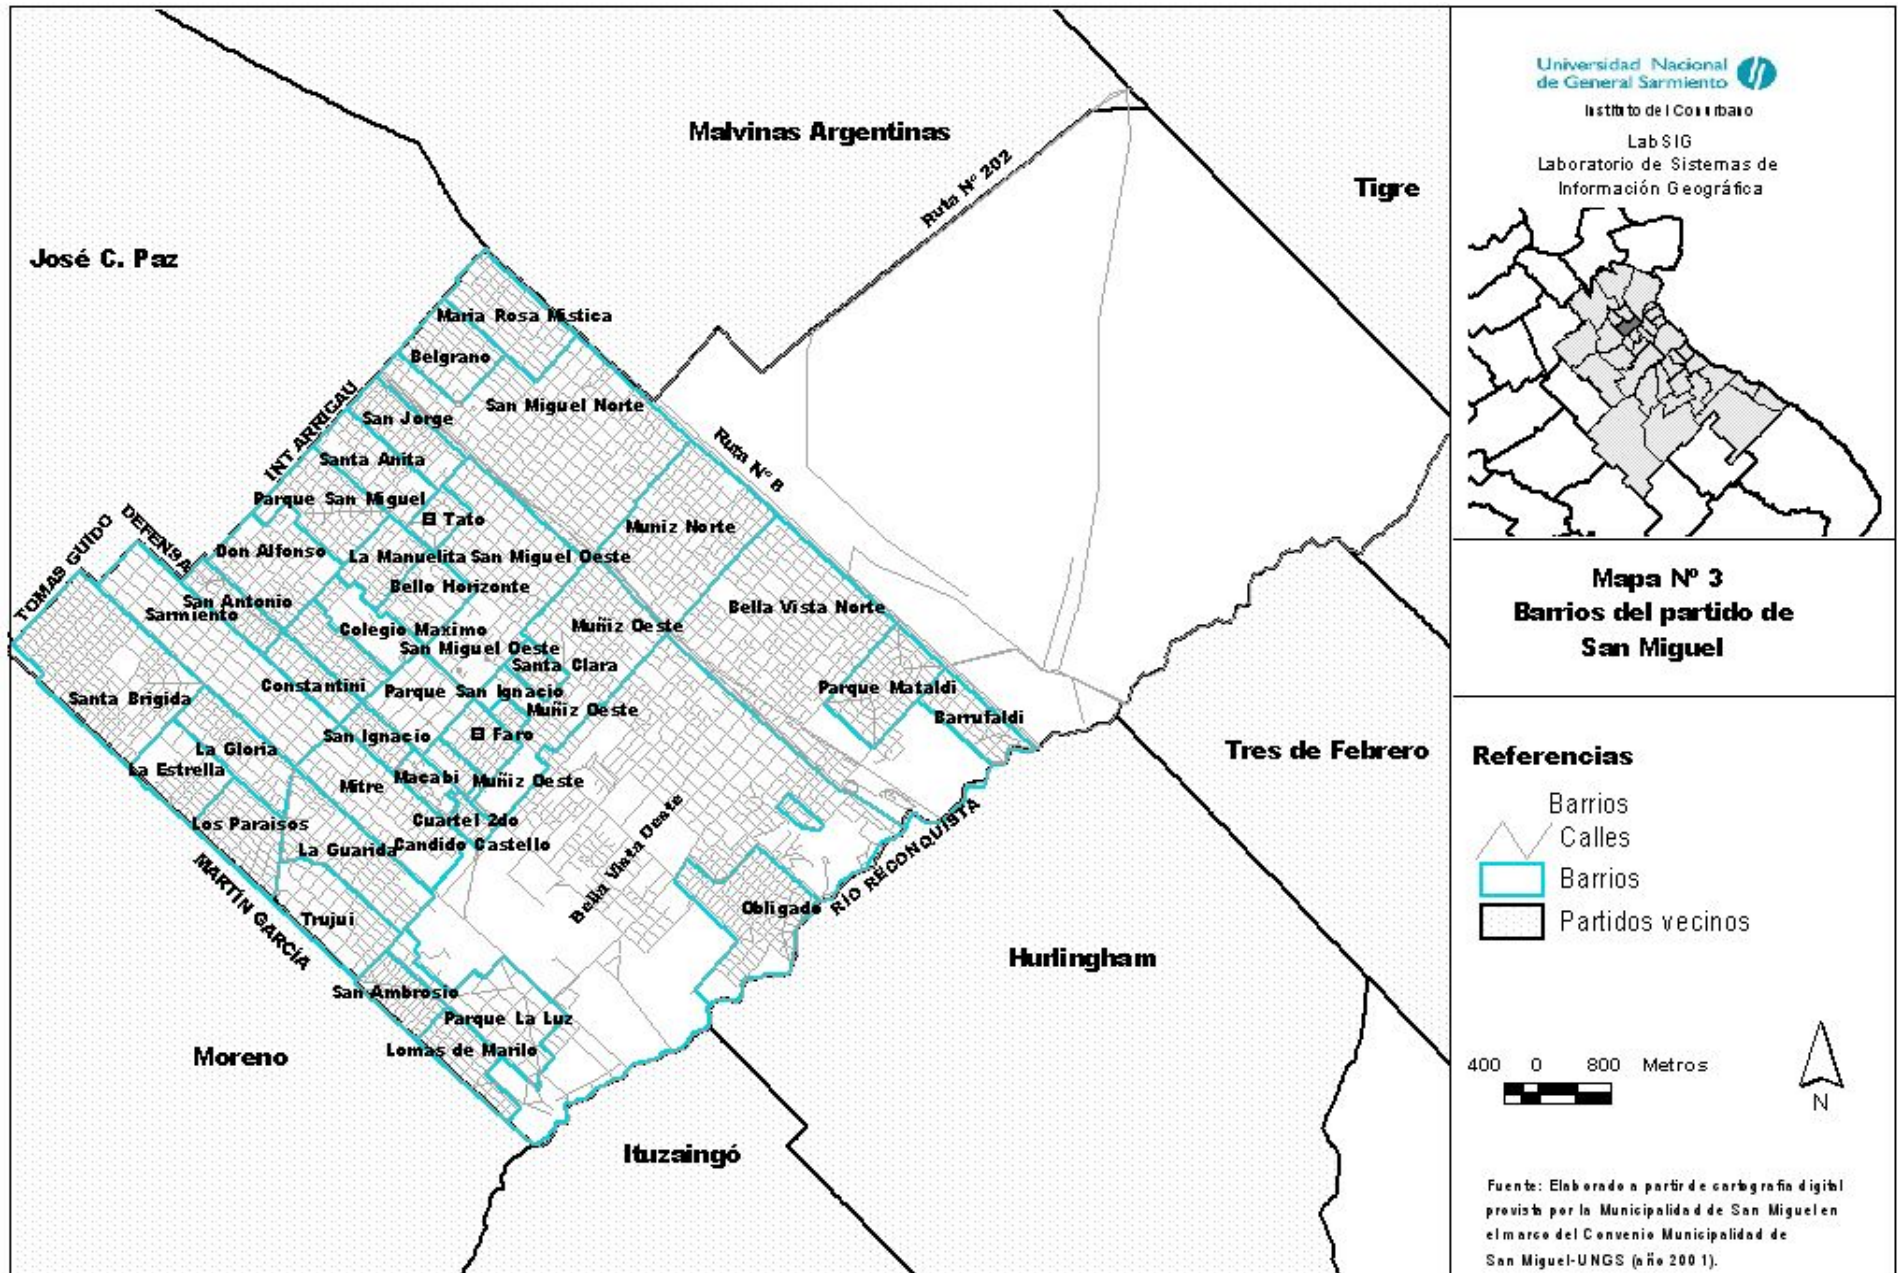 Malvinas Argentinas
Tigre
José C. Paz
Ruta Nº 202
Maria Rosa Mistica
Belgrano
San Miguel Norte
San Jorge
INT ARRIGAU
Ruta Nº 8
Santa Anita
Parque San Miguel
El Tato
Muniz Norte
TOMAS GUIDO
DEFENSA
Don Alfonso
La Manuelita
San Miguel Oeste
Bello Horizonte
San Antonio
Sarmiento
Bella Vista Norte
Colegio Maximo
Muñiz Oeste
San Miguel Oeste
Santa Clara
Constantini
Parque San Ignacio
Parque Mataldi
Santa Brigida
Muñiz Oeste
Barrufaldi
San Ignacio
El Faro
La Gloria
Tres de Febrero
La Estrella
Macabi
Muñiz Oeste
Mitre
Los Paraisos
Cuartel 2do
La Guarida
Candido Castello
Bella Vista Oeste
RÍO RECONQUISTA
MARTÍN GARCÍA
Obligado
Trujui
Hurlingham
San Ambrosio
Parque La Luz
Lomas de Marilo
Moreno
Ituzaingó
Universidad Nacional
de General Sarmiento
Instituto del Conurbano
LabSIG
Laboratorio de Sistemas de
Información Geográfica
Mapa Nº 3
Barrios del partido de
San Miguel
Referencias
Barrios
Calles
Barrios
Partidos vecinos
400 0 800 Metros
N
Fuente: Elaborado a partir de cartografía digital
provista por la Municipalidad de San Miguel en
el marco del Convenio Municipalidad de
San Miguel-UNGS (año 2001).